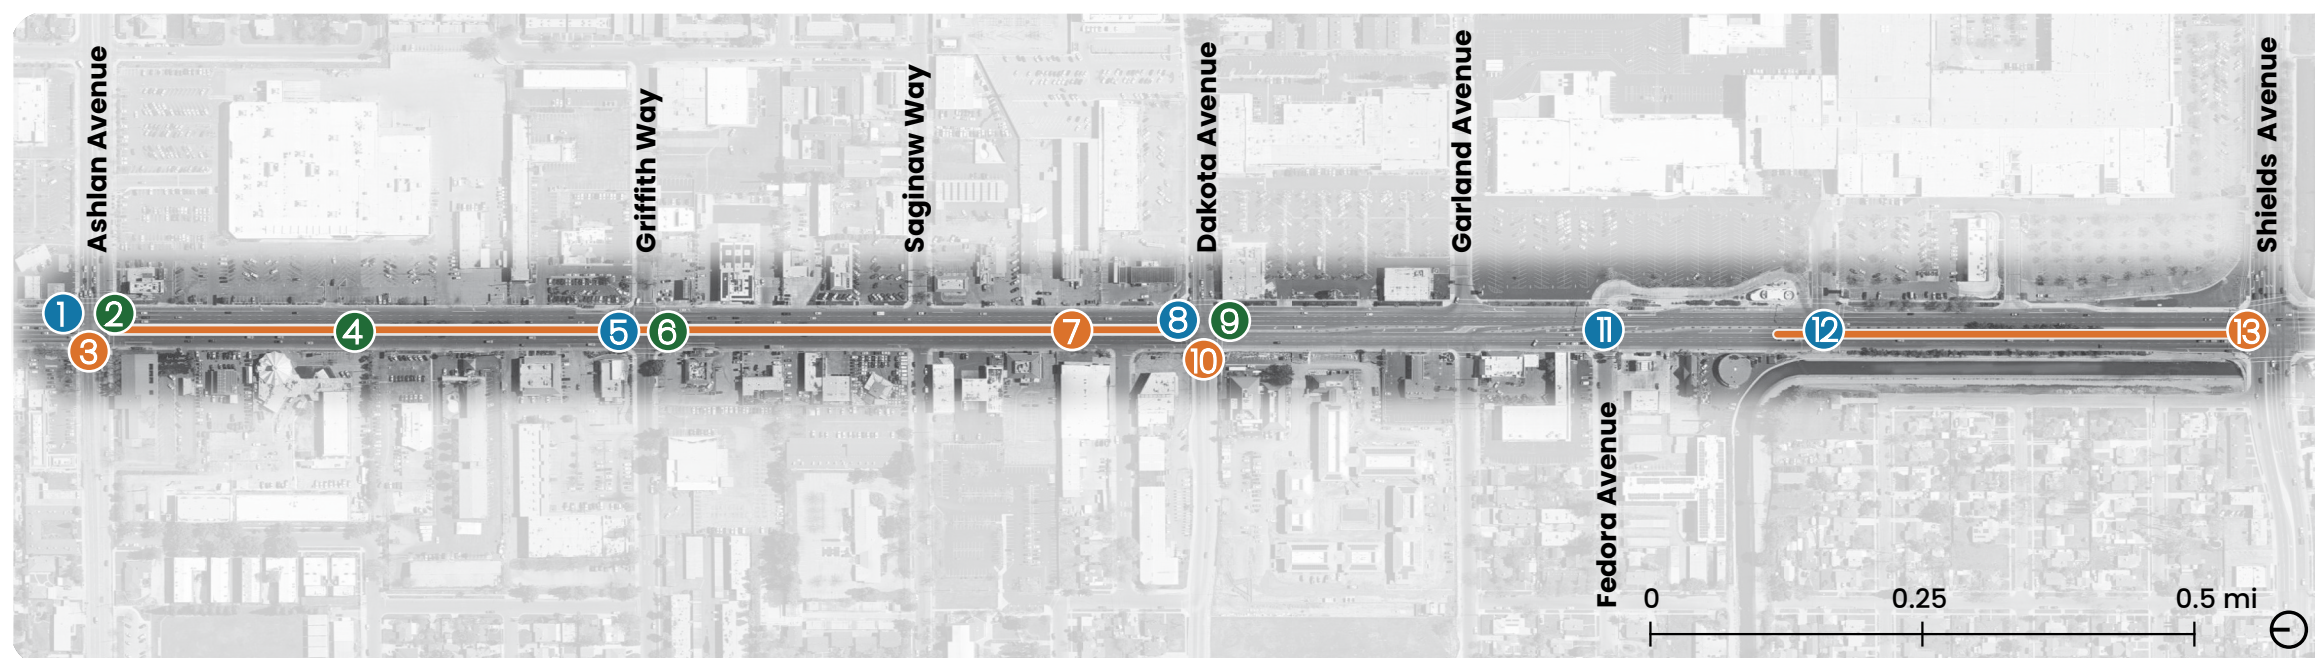 Ashlan Avenue
Griffith Way
Saginaw Way
Dakota Avenue
Garland Avenue
Shields Avenue
1
2
3
4
5
6
7
8
9
10
11
12
13
Fedora Avenue
0 0.25 0.5 mi